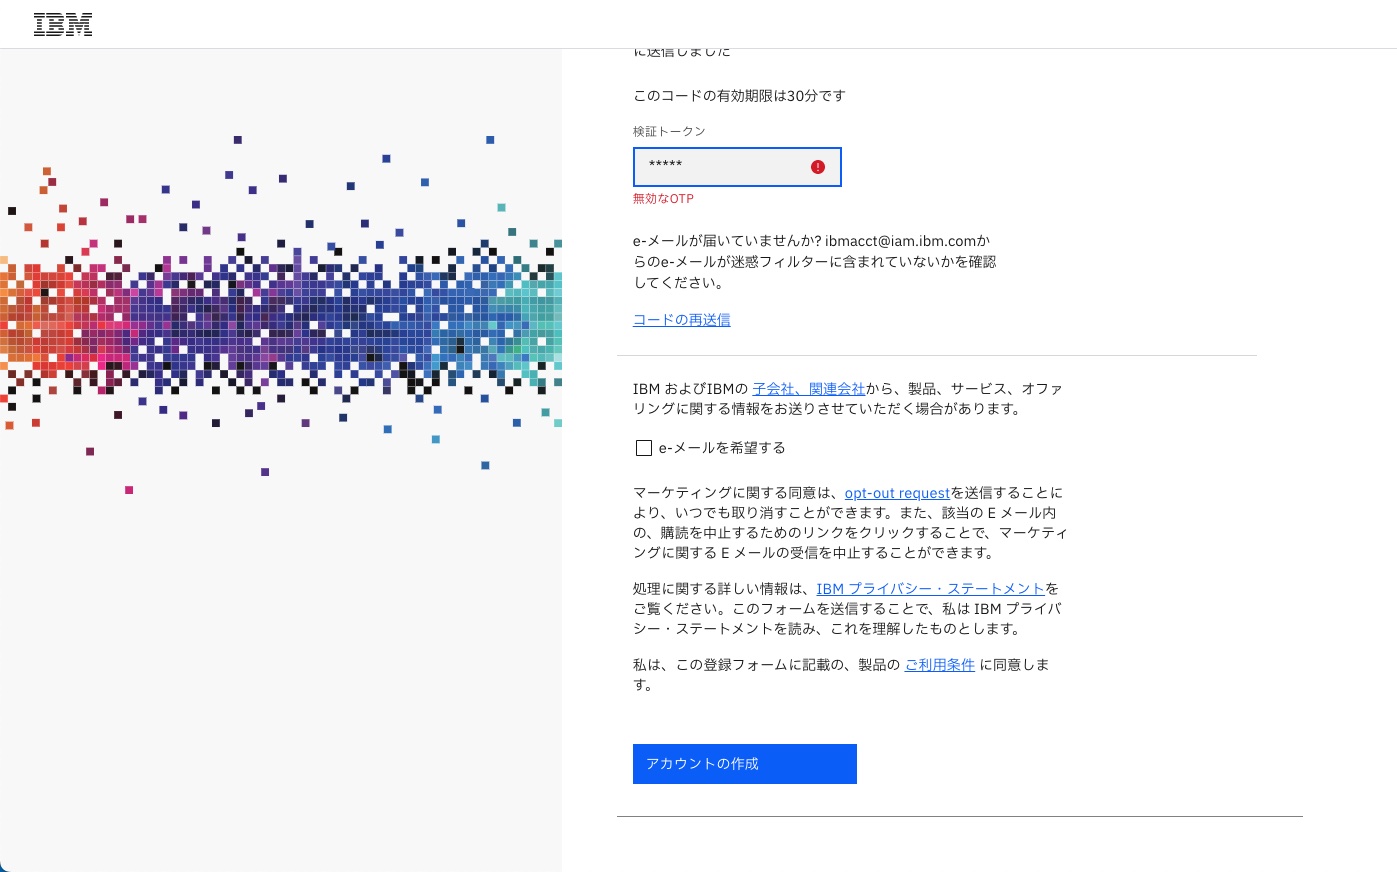 IBM
に送信しました
このコードの有効期限は30分です
検証トークン
*****
無効なOTP
e-メールが届いていませんか? ibmacct@iam.ibm.comか
らのe-メールが迷惑フィルターに含まれていないかを確認
してください。
コードの再送信
IBM およびIBMの 子会社、関連会社から、製品、サービス、オファ
リングに関する情報をお送りさせていただく場合があります。
e-メールを希望する
マーケティングに関する同意は、opt-out requestを送信することに
より、いつでも取り消すことができます。また、該当の E メール内
の、購読を中止するためのリンクをクリックすることで、マーケティ
ングに関する E メールの受信を中止することができます。
処理に関する詳しい情報は、IBM プライバシー・ステートメントを
ご覧ください。このフォームを送信することで、私は IBM プライバ
シー・ステートメントを読み、これを理解したものとします。
私は、この登録フォームに記載の、製品の ご利用条件 に同意しま
す。
アカウントの作成